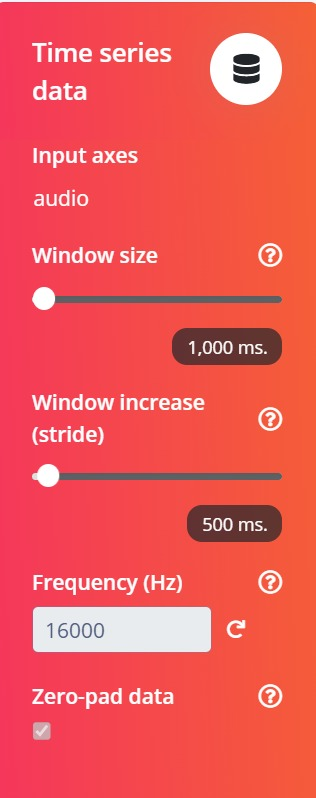 Time series
data
Input axes
audio
Window size
1,000 ms.
Window increase
(stride)
500 ms.
Frequency (Hz)
16000
Zero-pad data